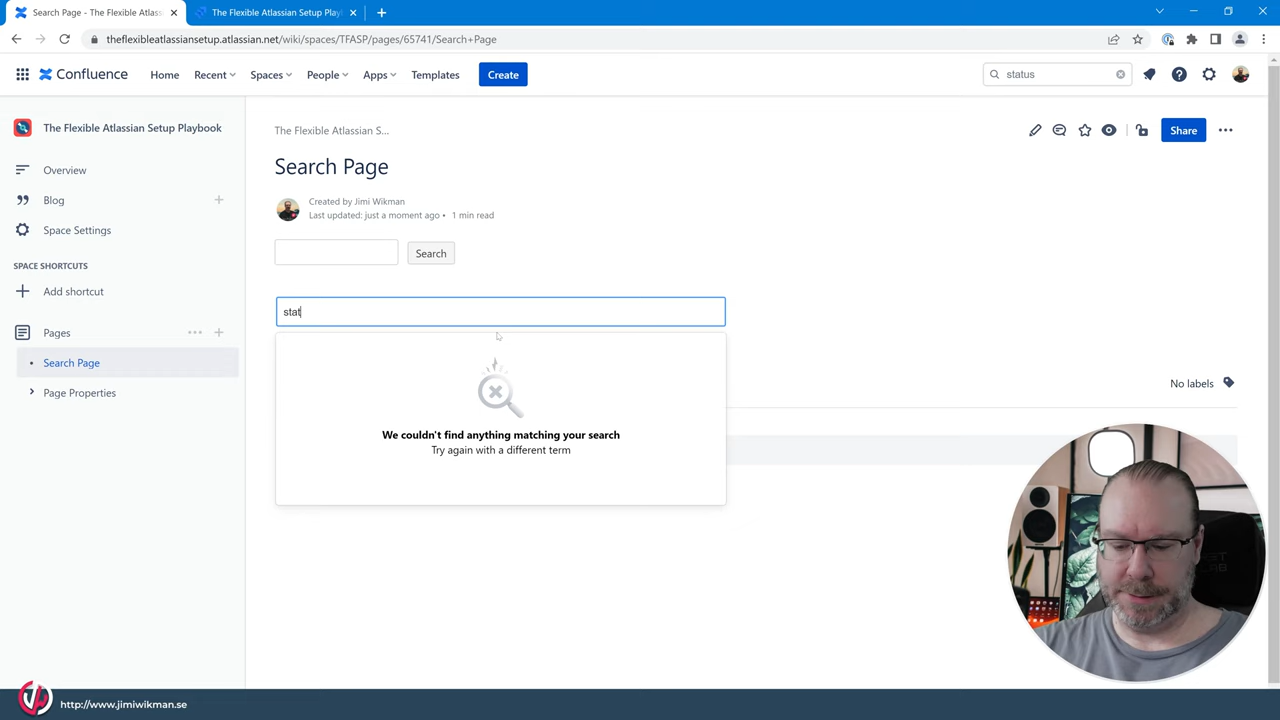 Search Page - The Flexible Atlass
The Flexible Atlassian Setup Play
theflexibleatlassiansetup.atlassian.net/wiki/spaces/TFASP/pages/65741/Search+Page
Confluence
Home
Recent
Spaces
People
Apps
Templates
Create
status
The Flexible Atlassian Setup Playbook
Overview
Blog
Space Settings
SPACE SHORTCUTS
Add shortcut
Pages
Search Page
Page Properties
The Flexible Atlassian S...
Share
Search Page
Created by Jimi Wikman
Last updated: just a moment ago • 1 min read
Search
stat
We couldn't find anything matching your search
Try again with a different term
No labels
http://www.jimiwikman.se